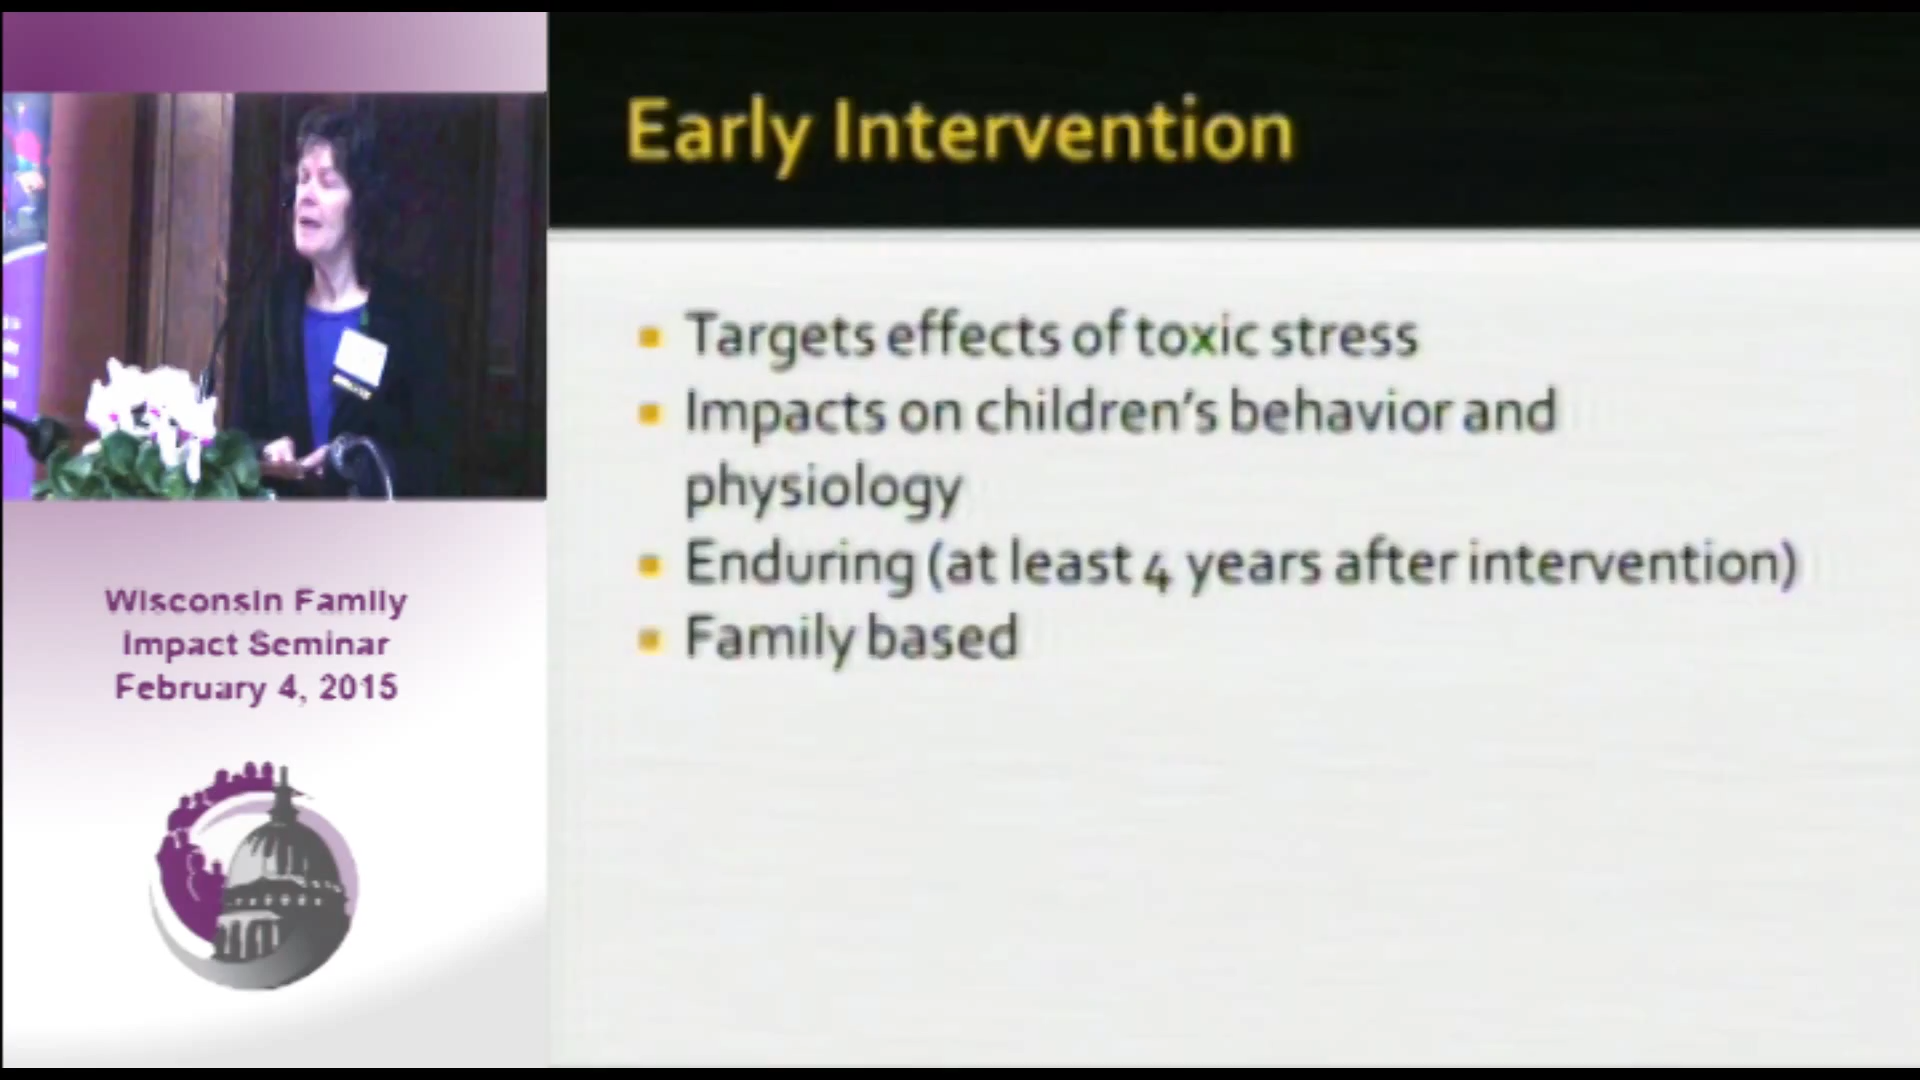 Early Intervention
Targets effects of toxic stress
Impacts on children's behavior and
physiology
Enduring (at least 4 years after intervention)
Family based
Wisconsin Family
Impact Seminar
February 4, 2015